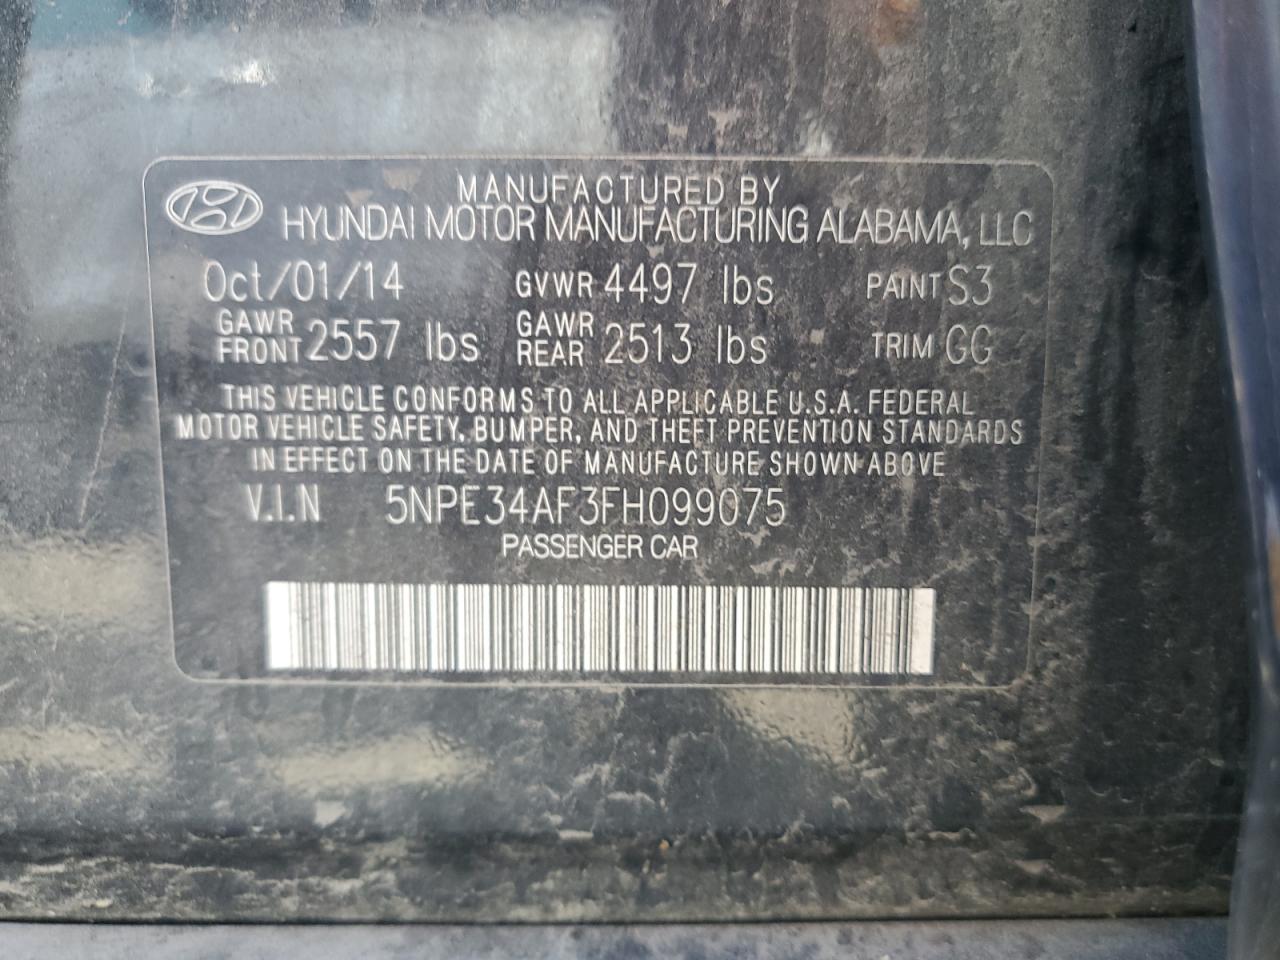 MANUFACTURED BY
HYUNDAI MOTOR MANUFACTURING ALABAMA, LLC
Oct/01/14 GVWR 4497 lbs PAINT S3
GAWR FRONT 2557 lbs GAWR REAR 2513 lbs TRIM GG
THIS VEHICLE CONFORMS TO ALL APPLICABLE U.S.A. FEDERAL
MOTOR VEHICLE SAFETY, BUMPER, AND THEFT PREVENTION STANDARDS
IN EFFECT ON THE DATE OF MANUFACTURE SHOWN ABOVE
V.I.N 5NPE34AF3FH099075
PASSENGER CAR